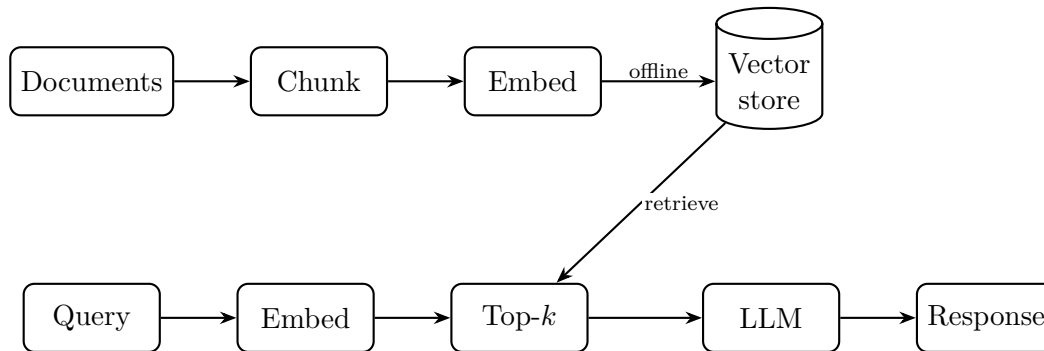 Documents
Chunk
Embed
offline
Vector
store
retrieve
Query
Embed
Top-k
LLM
Response